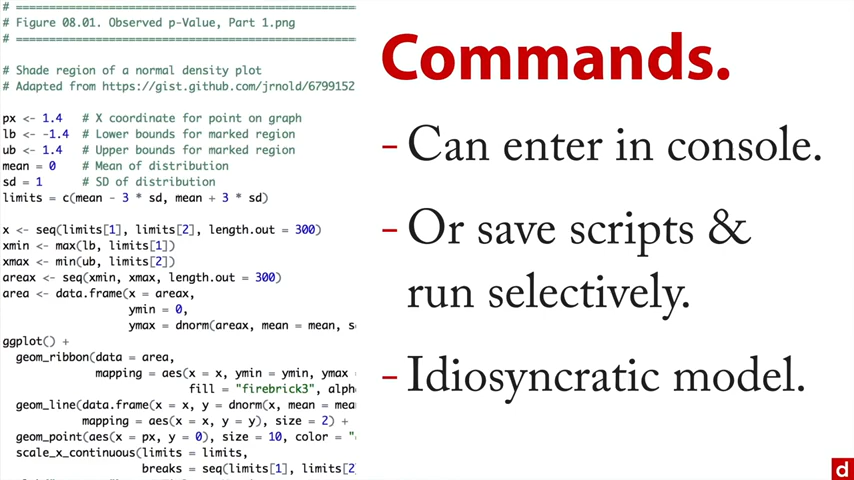 # ====================================================
# Figure 08.01. Observed p-Value, Part 1.png
# ====================================================
# Shade region of a normal density plot
# Adapted from https://gist.github.com/jrnold/6799152
px <- 1.4   # X coordinate for point on graph
lb <- -1.4  # Lower bounds for marked region
ub <- 1.4   # Upper bounds for marked region
mean = 0    # Mean of distribution
sd = 1      # SD of distribution
limits = c(mean - 3 * sd, mean + 3 * sd)
x <- seq(limits[1], limits[2], length.out = 300)
xmin <- max(lb, limits[1])
xmax <- min(ub, limits[2])
areax <- seq(xmin, xmax, length.out = 300)
area <- data.frame(x = areax,
ymin = 0,
ymax = dnorm(areax, mean = mean, s
ggplot() +
geom_ribbon(data = area,
mapping = aes(x = x, ymin = ymin, ymax =
fill = "firebrick3", alph
geom_line(data.frame(x = x, y = dnorm(x, mean = mea
mapping = aes(x = x, y = y), size = 2) +
geom_point(aes(x = px, y = 0), size = 10, color = "
scale_x_continuous(limits = limits,
breaks = seq(limits[1], limits[2]
Commands.
– Can enter in console.
– Or save scripts &
run selectively.
– Idiosyncratic model.
d